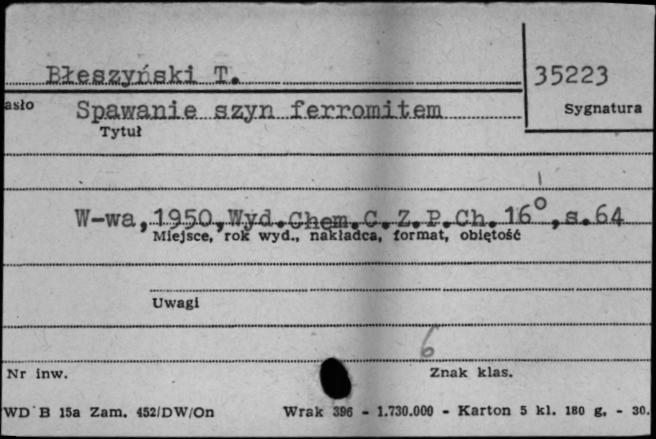 Błeszyński T. 35223
asło Spawanie szyn ferromitem Sygnatura
Tytuł
W-wa, 1950, Wyd. Chem. C. Z. P. Ch. 16°, s. 64
Miejsce, rok wyd., nakładca, format, objętość
Uwagi
6
Nr inw. Znak klas.
WD B 15a Zam. 452/DW/On Wrak 396 - 1.730.000 - Karton 5 kl. 180 g. - 30.